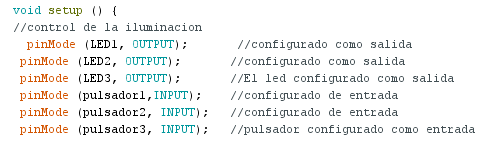 void setup () {
//control de la iluminacion
pinMode (LED1, OUTPUT); //configurado como salida
pinMode (LED2, OUTPUT); //configurado como salida
pinMode (LED3, OUTPUT); //El led configurado como salida
pinMode (pulsador1,INPUT); //configurado de entrada
pinMode (pulsador2, INPUT); //configurado de entrada
pinMode (pulsador3, INPUT); //pulsador configurado como entrada